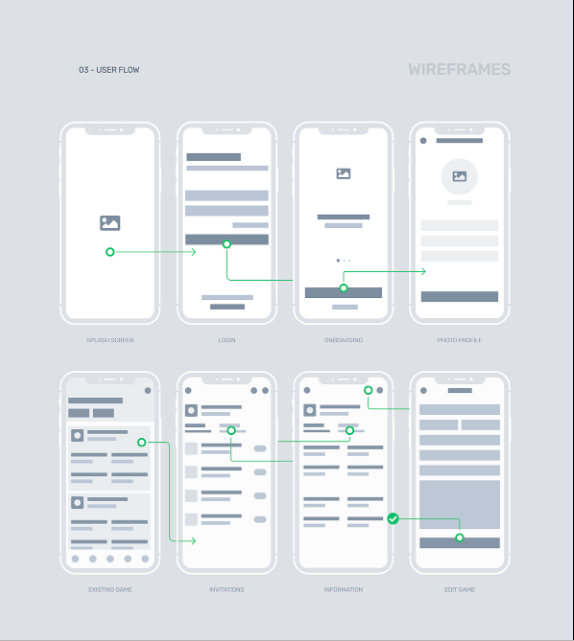 03 - USER FLOW
WIREFRAMES
SPLASH SCREEN
LOGIN
ONBOARDING
PHOTO PROFILE
EXISTING GAME
INVITATIONS
INFORMATION
EDIT GAME